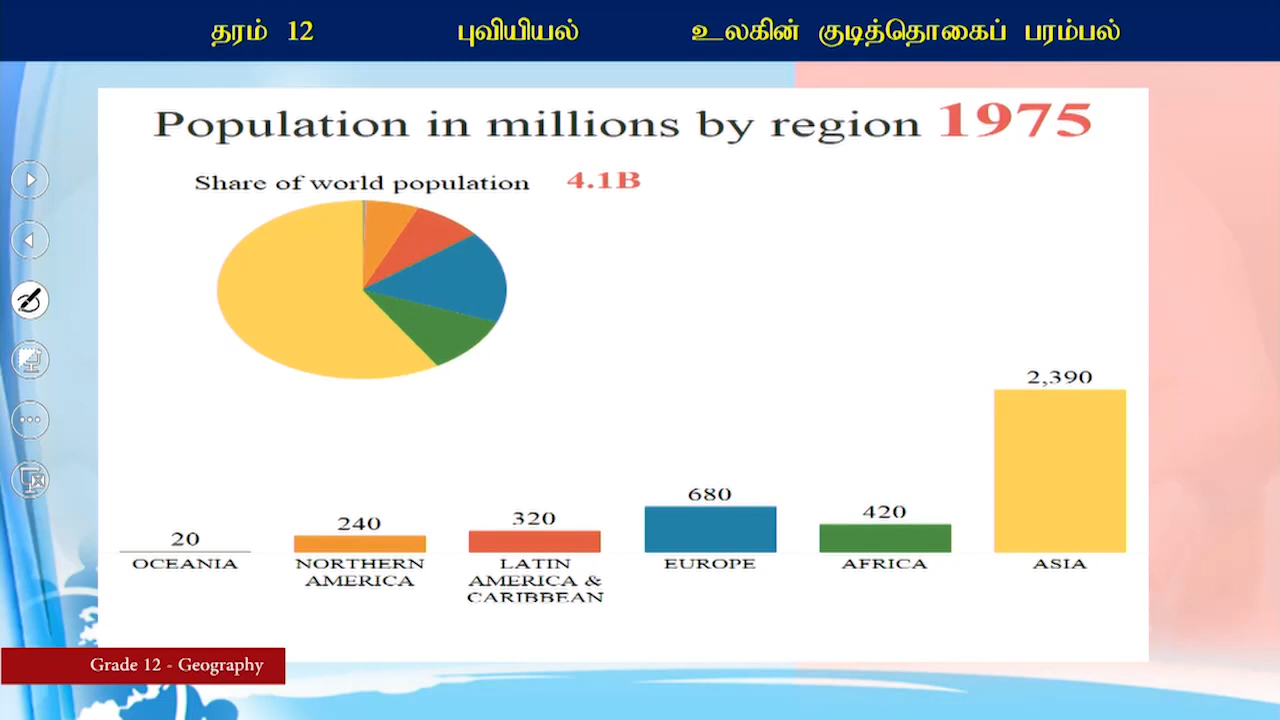 தரம் 12 புவியியல் உலகின் குடித்தொகைப் பரம்பல்
Population in millions by region 1975
Share of world population 4.1B
2,390
680
420
320
240
20
OCEANIA
NORTHERN
AMERICA
LATIN
AMERICA &
CARIBBEAN
EUROPE
AFRICA
ASIA
Grade 12 - Geography